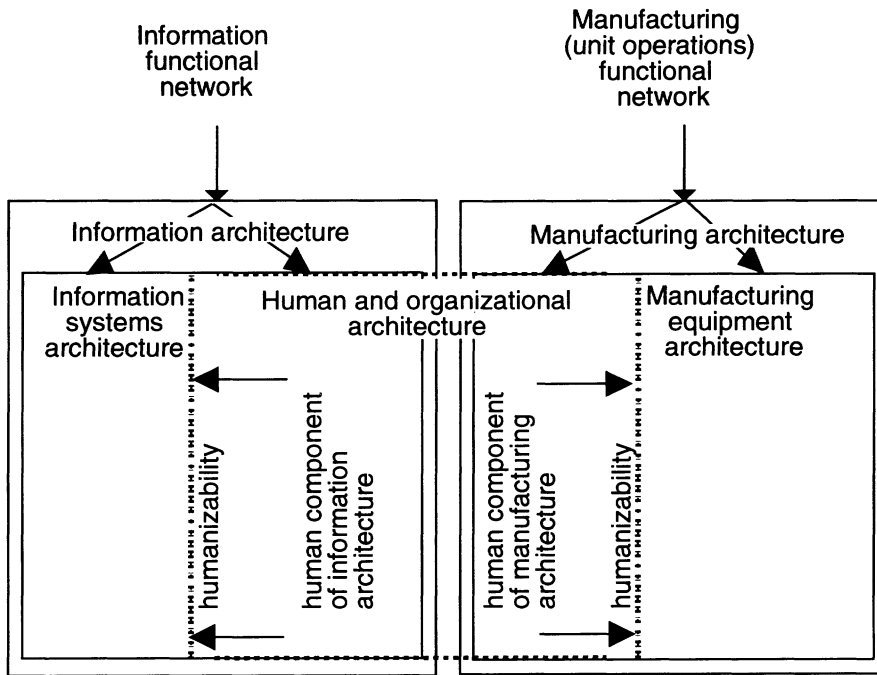 Information
functional
network
Manufacturing
(unit operations)
functional
network
Information architecture
Manufacturing architecture
Information
systems
architecture
Human and organizational
architecture
Manufacturing
equipment
architecture
humanizability
human component
of information
architecture
human component
of manufacturing
architecture
humanizability